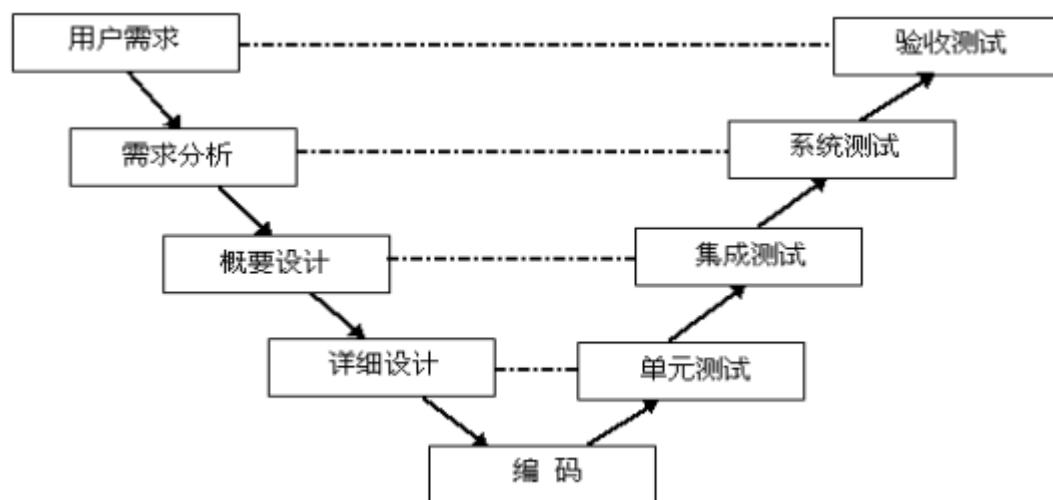 用户需求
验收测试
需求分析
系统测试
概要设计
集成测试
详细设计
单元测试
编 码